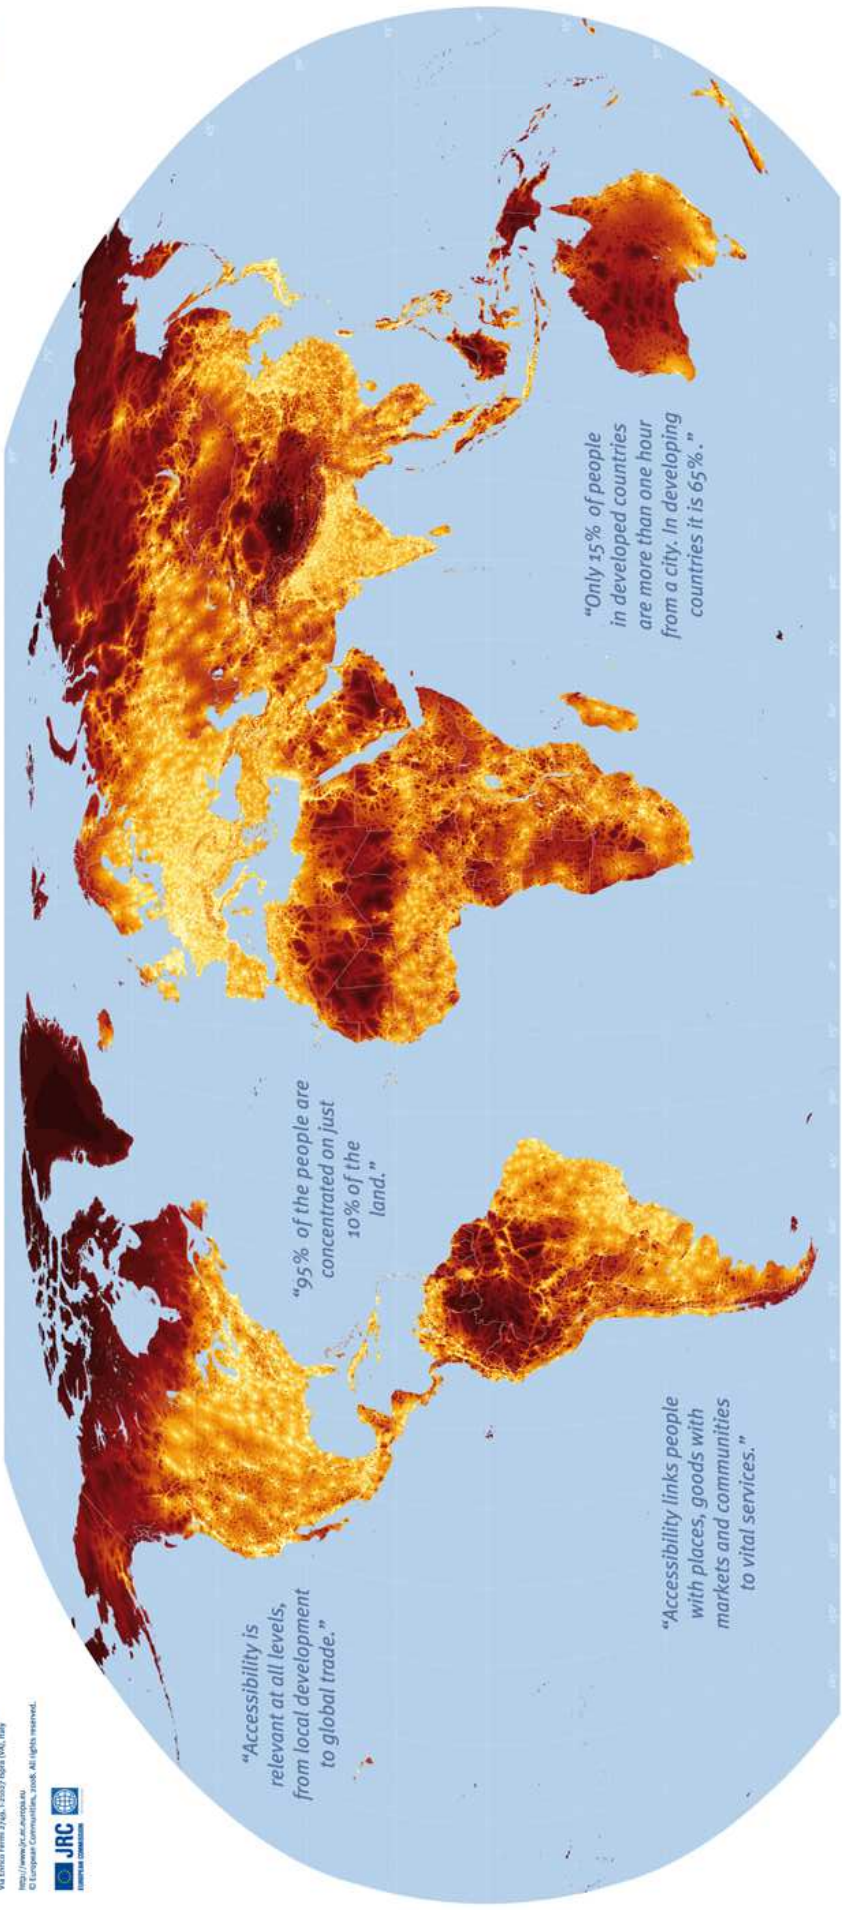 http://www.jrc.ec.europa.eu
© European Communities, 2008. All rights reserved.
JRC
EUROPEAN COMMISSION
“Accessibility is
relevant at all levels,
from local development
to global trade.”
“95% of the people are
concentrated on just
10% of the
land.”
“Only 15% of people
in developed countries
are more than one hour
from a city. In developing
countries it is 65%.”
“Accessibility links people
with places, goods with
markets and communities
to vital services.”